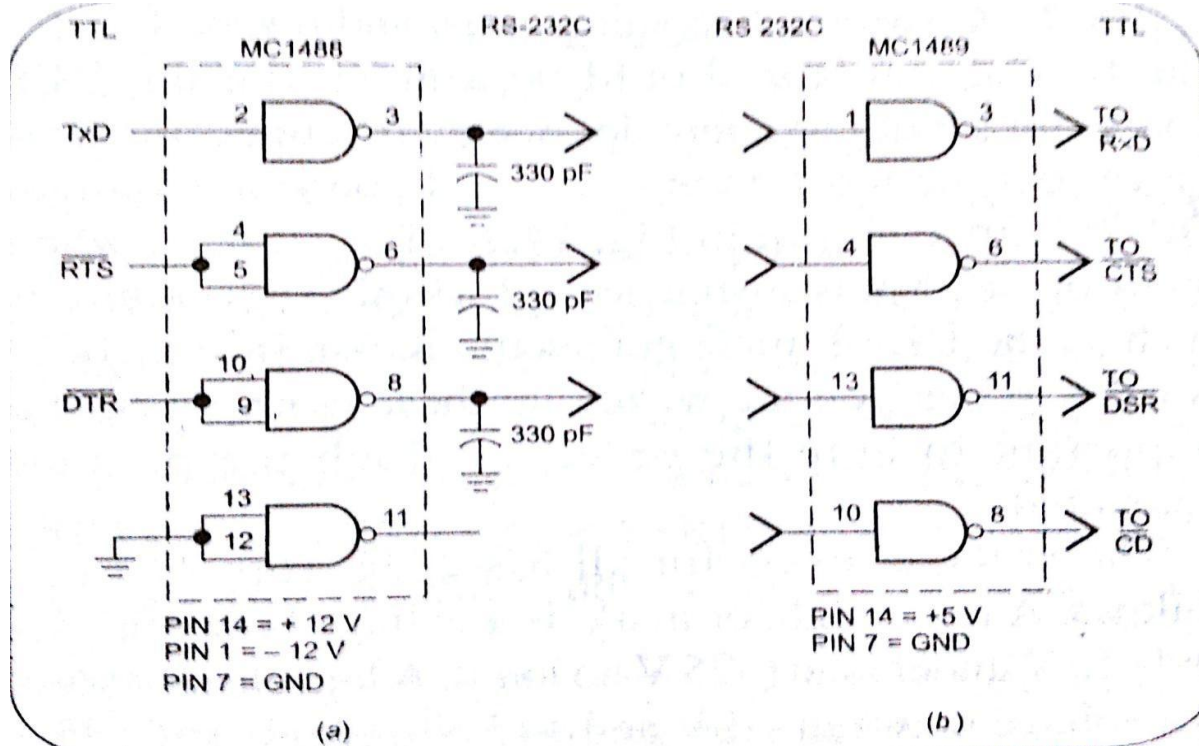 TTL RS-232C RS 232C TTL
MC1488 MC1489
TxD 2 3 330 pF
RTS 4 5 6 330 pF
DTR 10 9 8 330 pF
13 12 11
PIN 14 = + 12 V
PIN 1 = – 12 V
PIN 7 = GND
(a)
1 3 TO RxD
4 6 TO CTS
13 11 TO DSR
10 8 TO CD
PIN 14 = +5 V
PIN 7 = GND
(b)